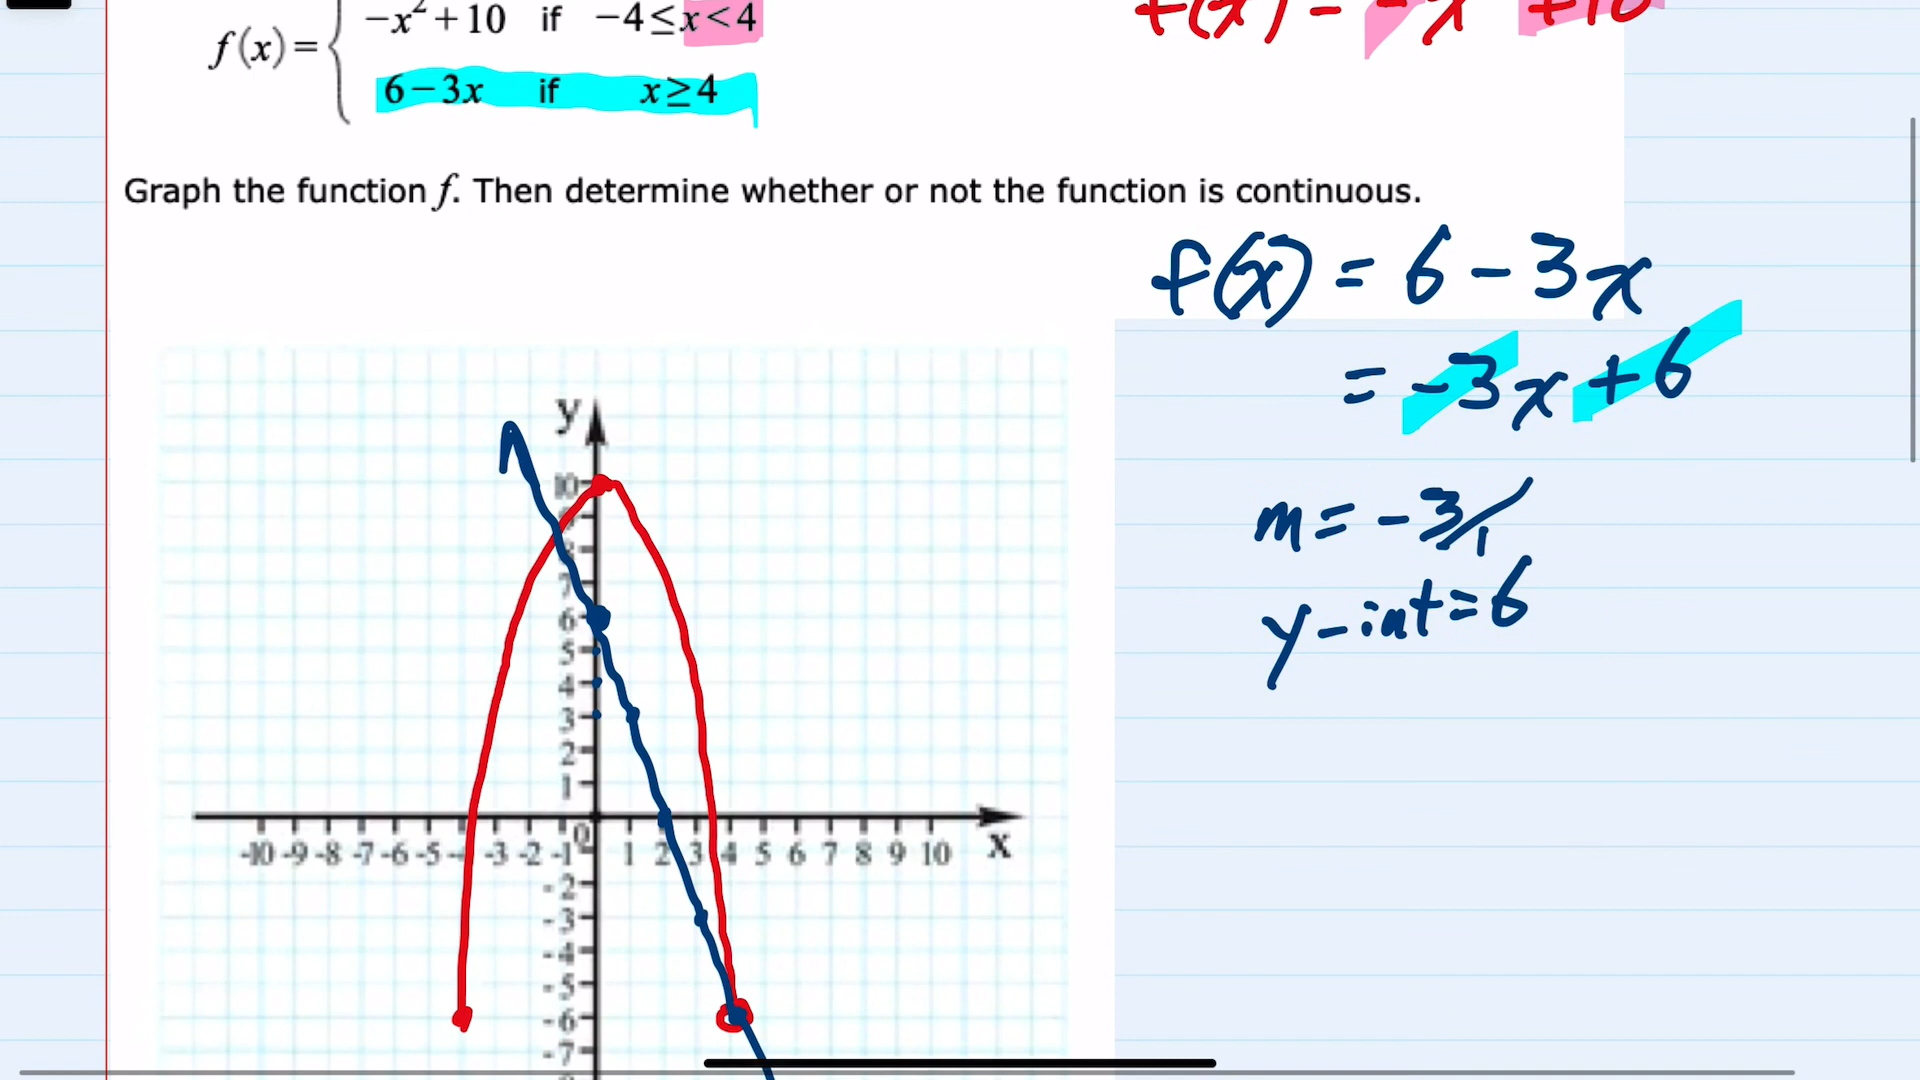 f(x) = { −x² + 10 if −4 ≤ x < 4
6 − 3x if x ≥ 4
f(x) = −x +10
Graph the function f. Then determine whether or not the function is continuous.
f(x) = 6 - 3x
= -3x + 6
m = -3/1
y-int = 6
y
10
9
8
7
6
5
4
3
2
1
0
-10 -9 -8 -7 -6 -5 -4 -3 -2 -1 1 2 3 4 5 6 7 8 9 10 x
-2
-3
-4
-5
-6
-7